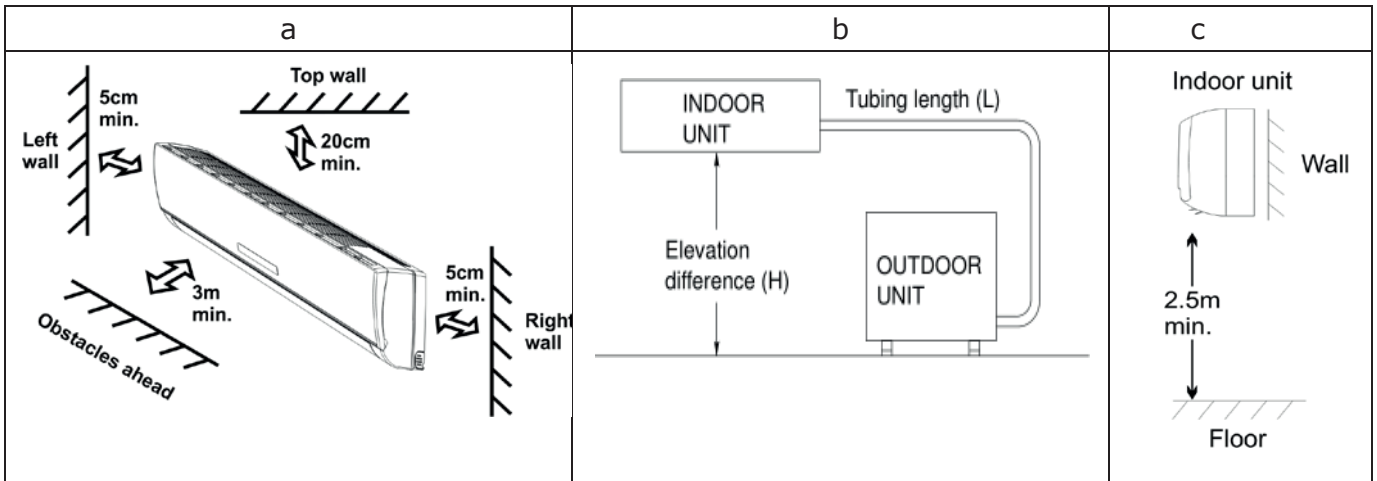 a
b
c
Top wall
5cm
min.
Left
wall
20cm
min.
3m
min.
Obstacles ahead
5cm
min.
Right
wall
INDOOR
UNIT
Tubing length (L)
Elevation
difference (H)
OUTDOOR
UNIT
Indoor unit
Wall
2.5m
min.
Floor